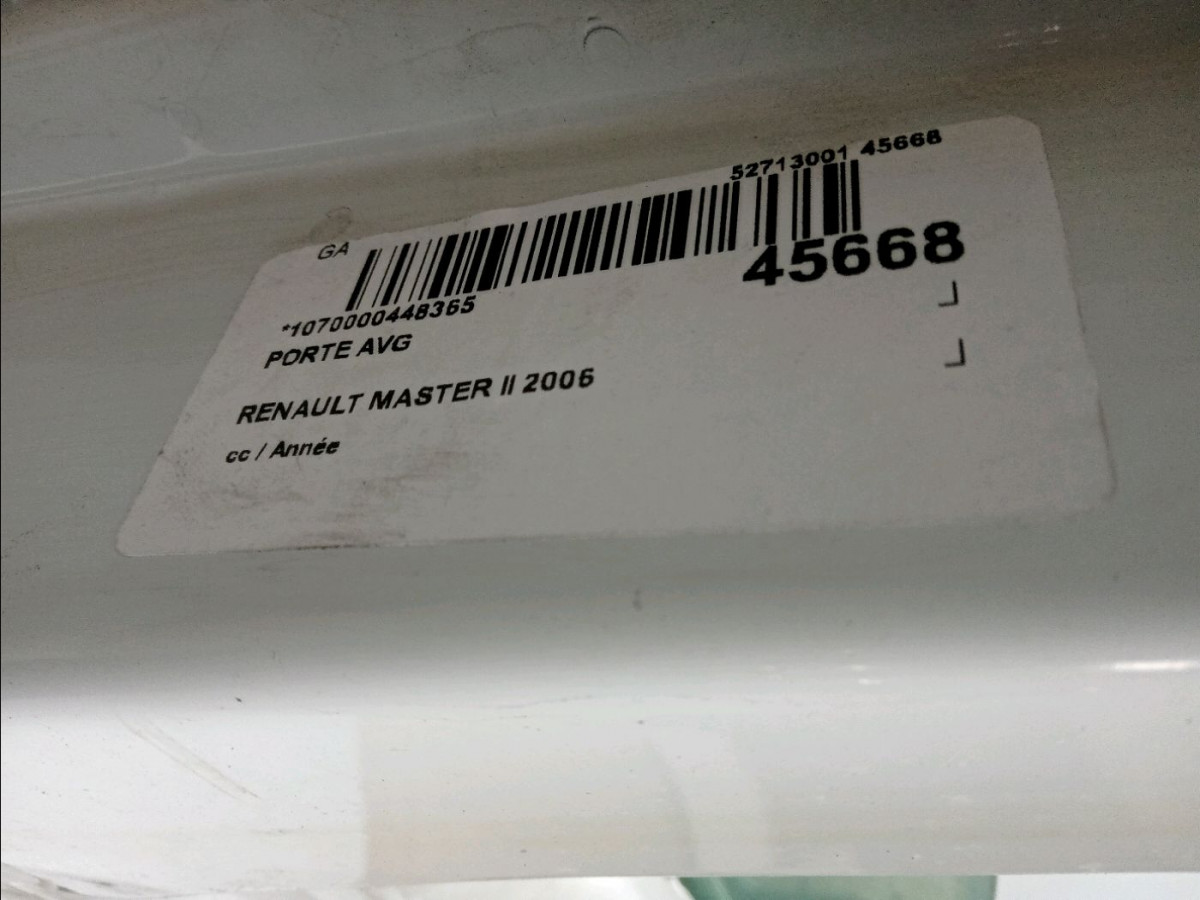 52713001 45668
GA
45668
*1070000448365
PORTE AVG
RENAULT MASTER II 2006
cc / Année